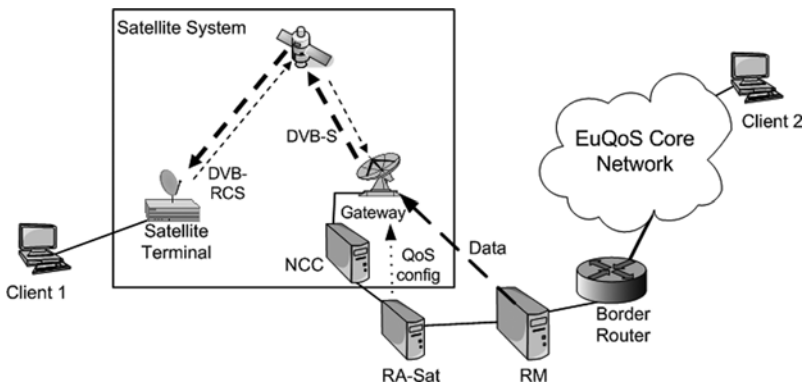 Satellite System
DVB-S
DVB-
RCS
Satellite
Terminal
Client 1
Gateway
NCC
QoS
config
Data
RA-Sat
RM
Border
Router
EuQoS Core
Network
Client 2